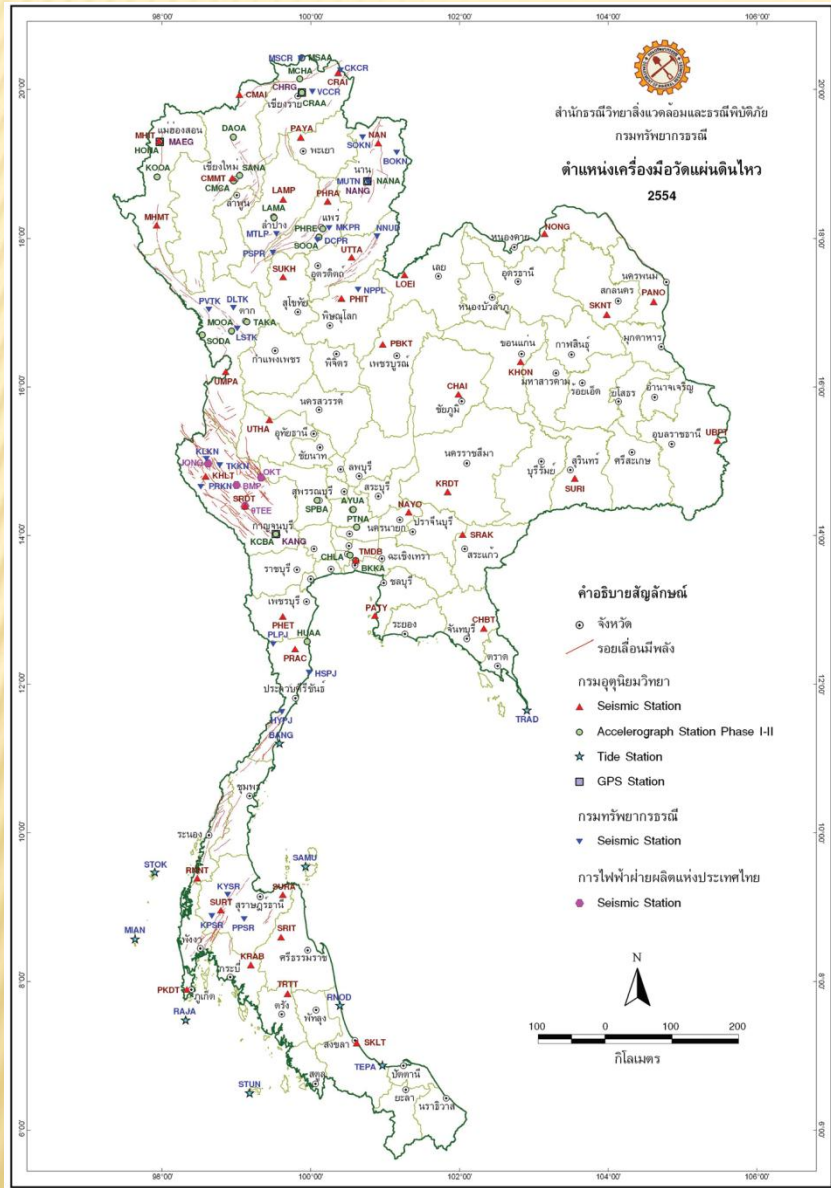 98°00' 100°00' 102°00' 104°00' 106°00'
20°00' 20°00'
18°00' 18°00'
16°00' 16°00'
14°00' 14°00'
12°00' 12°00'
10°00' 10°00'
8°00' 8°00'
6°00' 6°00'
98°00' 100°00' 102°00' 104°00' 106°00'
สำนักธรณีวิทยาสิ่งแวดล้อมและธรณีพิบัติภัย
กรมทรัพยากรธรณี
ตำแหน่งเครื่องมือวัดแผ่นดินไหว
2554
MSCR MSAA
MCHA CKCR
CRAI
CHRG VCCR
CMAI เชียงราย CRAA
MHIT แม่ฮ่องสอน
HONA MAEG
DAOA
PAYA
พะเยา
NAN
SOKN
BOKN
KOOA
เชียงใหม่ SANA
CMMT
CMCA
ลำพูน
น่าน
MUTN NANA
NANG
LAMP
PHRA
LAMA
ลำปาง
แพร่
MHMT
MTLP
PHRE MKPR
NNUD
SOOA DCPR
PSPR
UTTA
อุตรดิตถ์
SUKH
NPPL
PHIT
สุโขทัย
พิษณุโลก
PVTK DLTK
ตาก
MOOA TAKA
LSTK
SODA
กำแพงเพชร
พิจิตร
PBKT
เพชรบูรณ์
UMPA
LOEI
เลย
หนองคาย
NONG
อุดรธานี
หนองบัวลำภู
สกลนคร
นครพนม
PANO
SKNT
มุกดาหาร
ขอนแก่น
KHON
กาฬสินธุ์
มหาสารคาม
ร้อยเอ็ด
ยโสธร
อำนาจเจริญ
CHAI
ชัยภูมิ
นครสวรรค์
UTHA
อุทัยธานี
ชัยนาท
อุบลราชธานี
UBPT
ศรีสะเกษ
สุรินทร์
SURI
บุรีรัมย์
นครราชสีมา
KRDT
ลพบุรี
สระบุรี
KLKN
TKKN
OKT
KHLT
PRKN BMP
SRDT
สุพรรณบุรี
SPBA
AYUA
PTNA
NAYO
นครนายก
ปราจีนบุรี
SRAK
สระแก้ว
กาญจนบุรี
KCBA KANG
CHLA
TMDB
BKKA
ฉะเชิงเทรา
ราชบุรี
ชลบุรี
เพชรบุรี
PHET
PATY
ระยอง
จันทบุรี
CHBT
ตราด
TRAD
PLPJ
HUAA
PRAC
HSPJ
ประจวบคีรีขันธ์
HYPJ
BANG
ชุมพร
ระนอง
STOK
SAMU
KYSR
SURA
สุราษฎร์ธานี
SURT
KPSR
PPSR
MIAN
พังงา
SRIT
ศรีธรรมราช
KRAB
กระบี่
PKDT
ภูเก็ต
RAJA
TRTT
ตรัง
พัทลุง
RNOD
สงขลา
SKLT
TEPA
ปัตตานี
ยะลา
นราธิวาส
สตูล
STUN
คำอธิบายสัญลักษณ์
จังหวัด
รอยเลื่อนมีพลัง
กรมอุตุนิยมวิทยา
Seismic Station
Accelerograph Station Phase I-II
Tide Station
GPS Station
กรมทรัพยากรธรณี
Seismic Station
การไฟฟ้าฝ่ายผลิตแห่งประเทศไทย
Seismic Station
N
100 0 100 200
กิโลเมตร